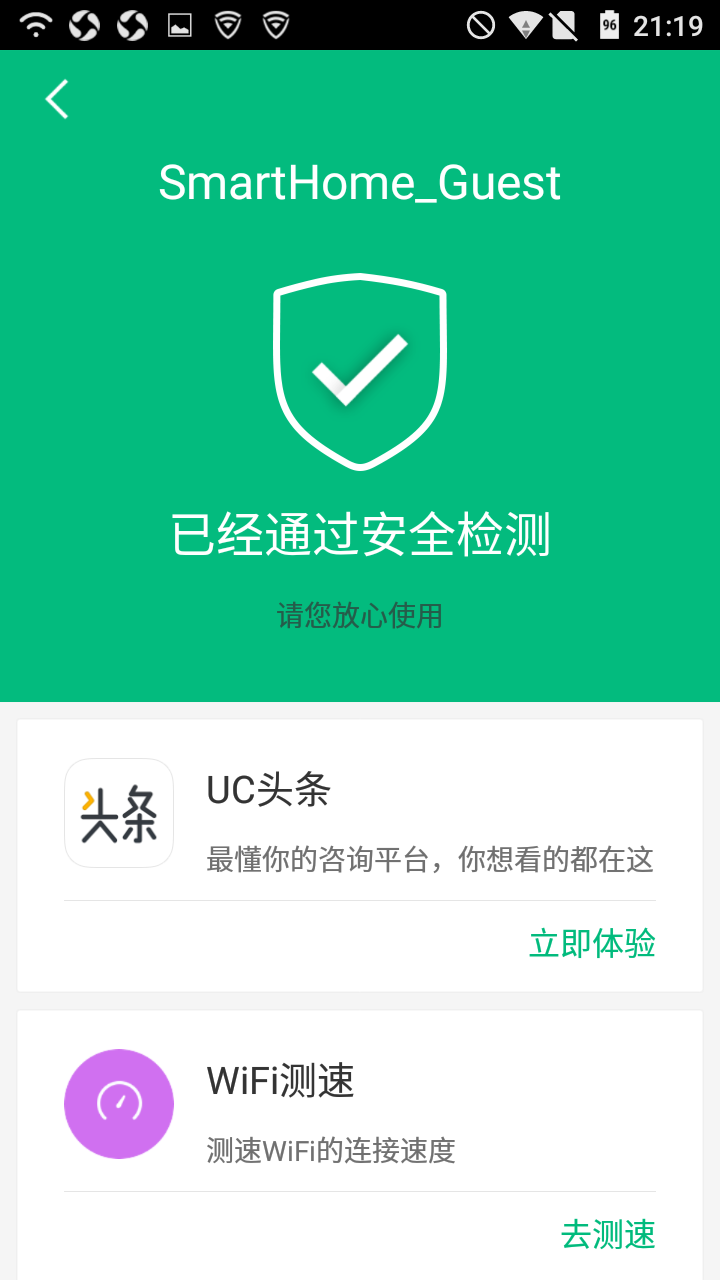 96 21:19
SmartHome_Guest
已经通过安全检测
请您放心使用
头条
UC头条
最懂你的咨询平台，你想看的都在这
立即体验
WiFi测速
测速WiFi的连接速度
去测速